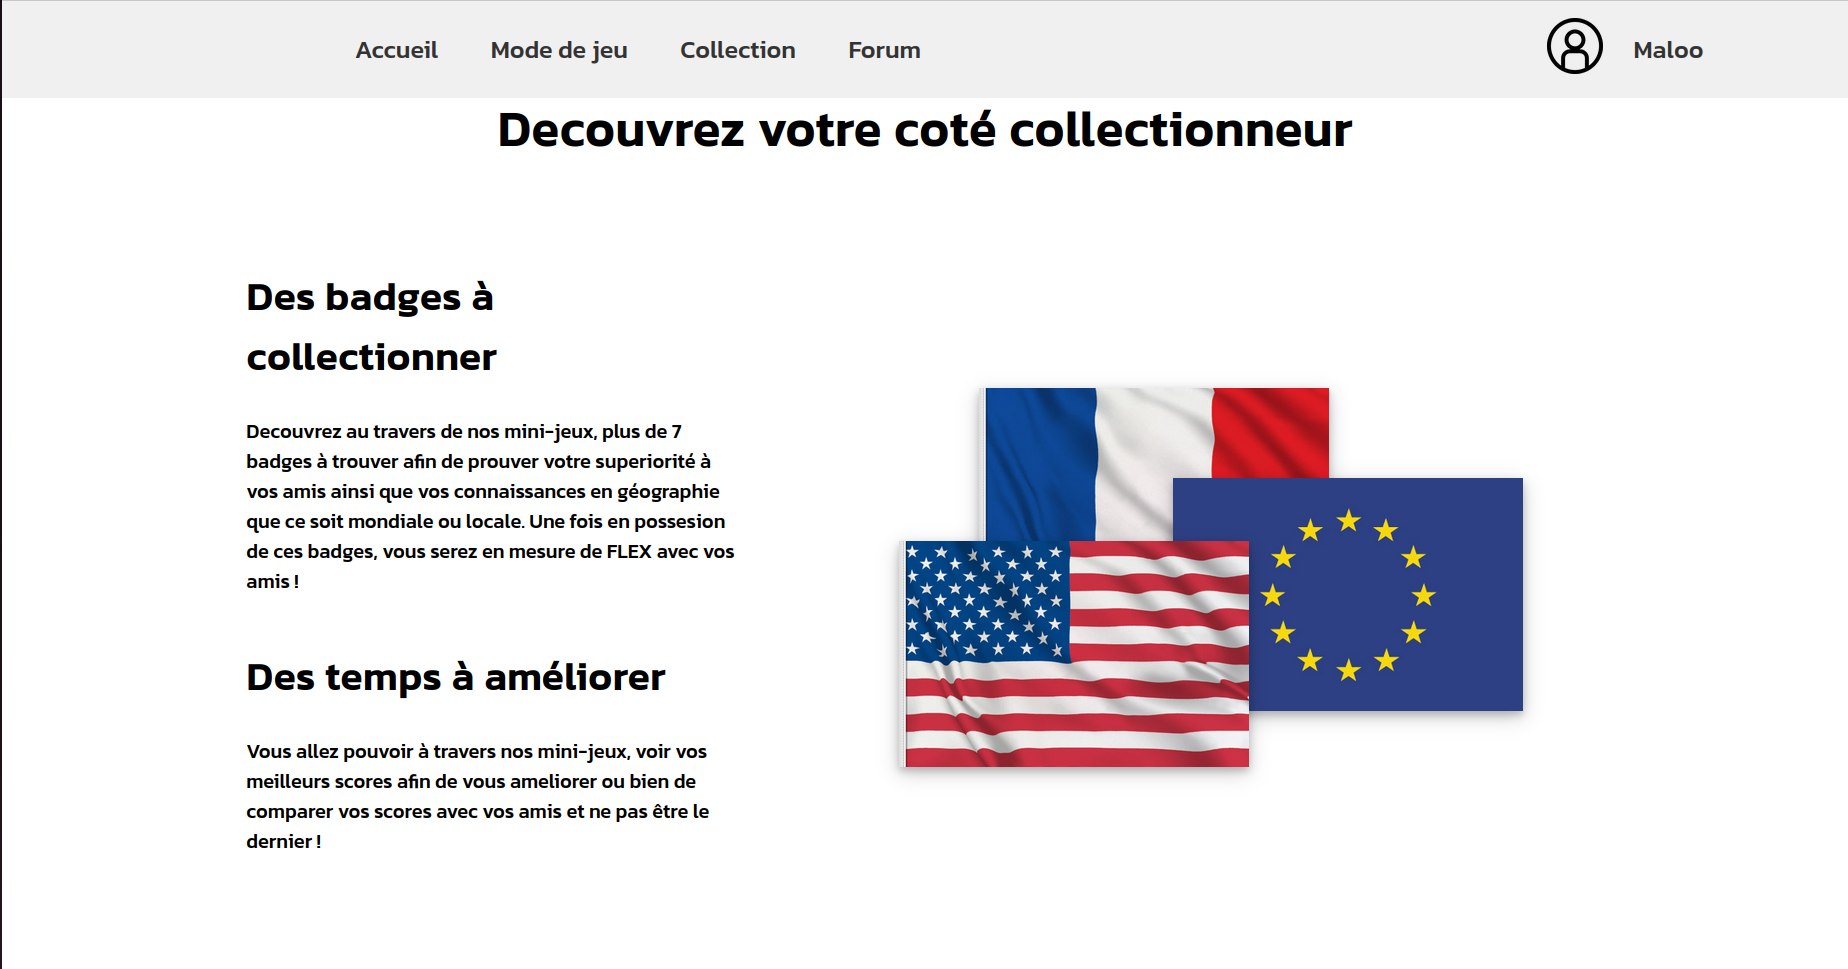 Accueil Mode de jeu Collection Forum Maloo
Decouvrez votre coté collectionneur
Des badges à
collectionner
Decouvrez au travers de nos mini-jeux, plus de 7
badges à trouver afin de prouver votre superiorité à
vos amis ainsi que vos connaissances en géographie
que ce soit mondiale ou locale. Une fois en possesion
de ces badges, vous serez en mesure de FLEX avec vos
amis !
Des temps à améliorer
Vous allez pouvoir à travers nos mini-jeux, voir vos
meilleurs scores afin de vous ameliorer ou bien de
comparer vos scores avec vos amis et ne pas être le
dernier !